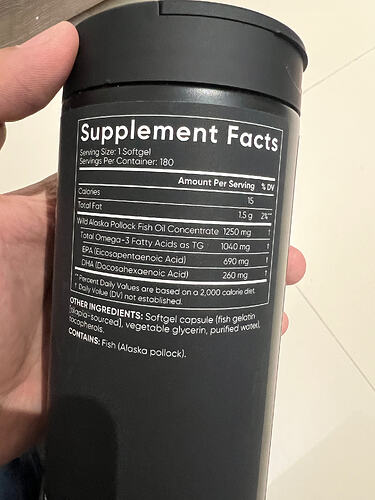 Supplement Facts
Serving Size: 1 Softgel
Servings Per Container: 180
Amount Per Serving % DV
Calories 15
Total Fat 1.5 g 2%**
Wild Alaska Pollock Fish Oil Concentrate 1250 mg †
Total Omega-3 Fatty Acids as TG 1040 mg †
EPA (Eicosapentaenoic Acid) 690 mg †
DHA (Docosahexaenoic Acid) 260 mg †
** Percent Daily Values are based on a 2,000 calorie diet.
† Daily Value (DV) not established.
OTHER INGREDIENTS: Softgel capsule (fish gelatin
[tilapia-sourced], vegetable glycerin, purified water),
tocopherols.
CONTAINS: Fish (Alaska pollock).